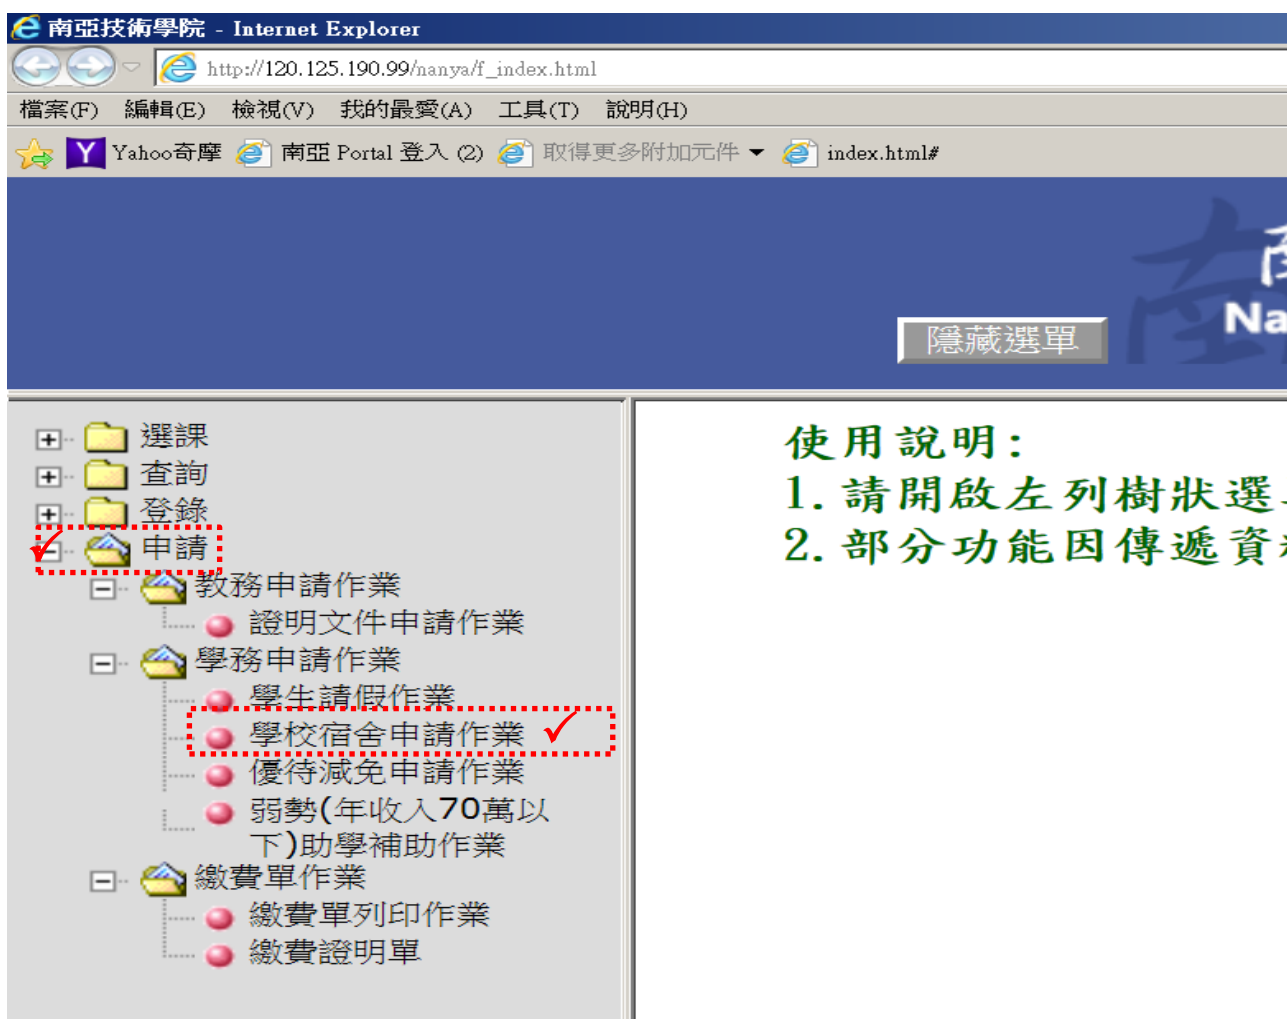 南亞技術學院 - Internet Explorer
http://120.125.190.99/nanya/f_index.html
檔案(F) 編輯(E) 檢視(V) 我的最愛(A) 工具(T) 說明(H)
Yahoo奇摩 南亞 Portal 登入 (2) 取得更多附加元件 index.html#
南
Na
隱藏選單
選課
查詢
登錄
申請
教務申請作業
證明文件申請作業
學務申請作業
學生請假作業
學校宿舍申請作業
優待減免申請作業
弱勢(年收入70萬以
下)助學補助作業
繳費單作業
繳費單列印作業
繳費證明單
使用說明:
1. 請開啟左列樹狀選
2. 部分功能因傳遞資